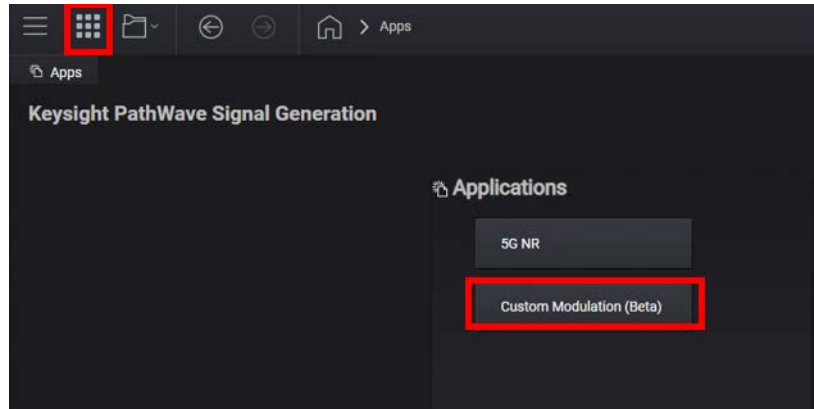 Apps
Apps
Keysight PathWave Signal Generation
Applications
5G NR
Custom Modulation (Beta)